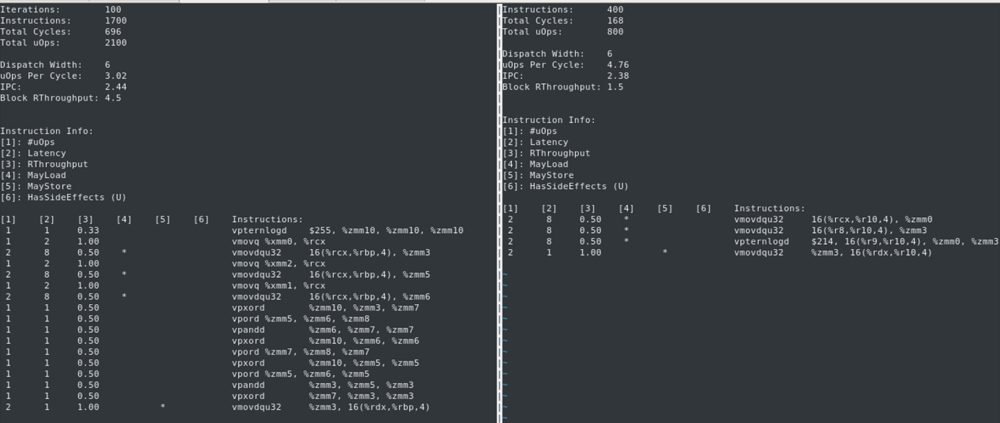 Iterations:        100
Instructions:      1700
Total Cycles:      696
Total uOps:        2100
Dispatch Width:    6
uOps Per Cycle:    3.02
IPC:               2.44
Block RThroughput: 4.5
Instruction Info:
[1]: #uOps
[2]: Latency
[3]: RThroughput
[4]: MayLoad
[5]: MayStore
[6]: HasSideEffects (U)
[1]    [2]    [3]    [4]    [5]    [6]    Instructions:
1      1     0.33                        vpternlogd    $255, %zmm10, %zmm10, %zmm10
1      2     1.00                        vmovq %xmm0, %rcx
2      8     0.50    *                   vmovdqu32     16(%rcx,%rbp,4), %zmm3
1      2     1.00                        vmovq %xmm2, %rcx
2      8     0.50    *                   vmovdqu32     16(%rcx,%rbp,4), %zmm5
1      2     1.00                        vmovq %xmm1, %rcx
2      8     0.50    *                   vmovdqu32     16(%rcx,%rbp,4), %zmm6
1      1     0.50                        vpxord        %zmm10, %zmm3, %zmm7
1      1     0.50                        vpord %zmm5, %zmm6, %zmm8
1      1     0.50                        vpandd        %zmm6, %zmm7, %zmm7
1      1     0.50                        vpxord        %zmm10, %zmm6, %zmm6
1      1     0.50                        vpord %zmm7, %zmm8, %zmm7
1      1     0.50                        vpxord        %zmm10, %zmm5, %zmm5
1      1     0.50                        vpord %zmm5, %zmm6, %zmm5
1      1     0.50                        vpandd        %zmm3, %zmm5, %zmm3
1      1     0.50                        vpxord        %zmm7, %zmm3, %zmm3
2      1     1.00           *            vmovdqu32     %zmm3, 16(%rdx,%rbp,4)
Instructions:      400
Total Cycles:      168
Total uOps:        800
Dispatch Width:    6
uOps Per Cycle:    4.76
IPC:               2.38
Block RThroughput: 1.5
Instruction Info:
[1]: #uOps
[2]: Latency
[3]: RThroughput
[4]: MayLoad
[5]: MayStore
[6]: HasSideEffects (U)
[1]    [2]    [3]    [4]    [5]    [6]    Instructions:
2      8     0.50    *                   vmovdqu32     16(%rcx,%r10,4), %zmm0
2      8     0.50    *                   vmovdqu32     16(%r8,%r10,4), %zmm3
2      8     0.50    *                   vpternlogd    $214, 16(%r9,%r10,4), %zmm0, %zmm3
2      1     1.00           *            vmovdqu32     %zmm3, 16(%rdx,%r10,4)
~
~
~
~
~
~
~
~
~
~
~
~
~
~